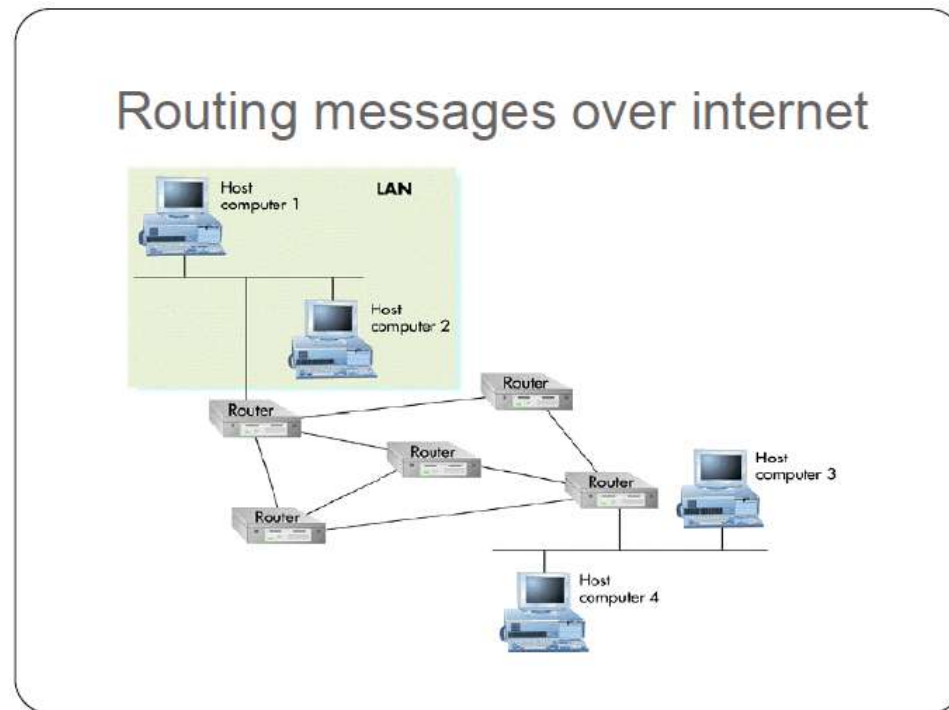 Routing messages over internet
Host
computer 1
LAN
Host
computer 2
Router
Router
Router
Router
Router
Host
computer 3
Host
computer 4